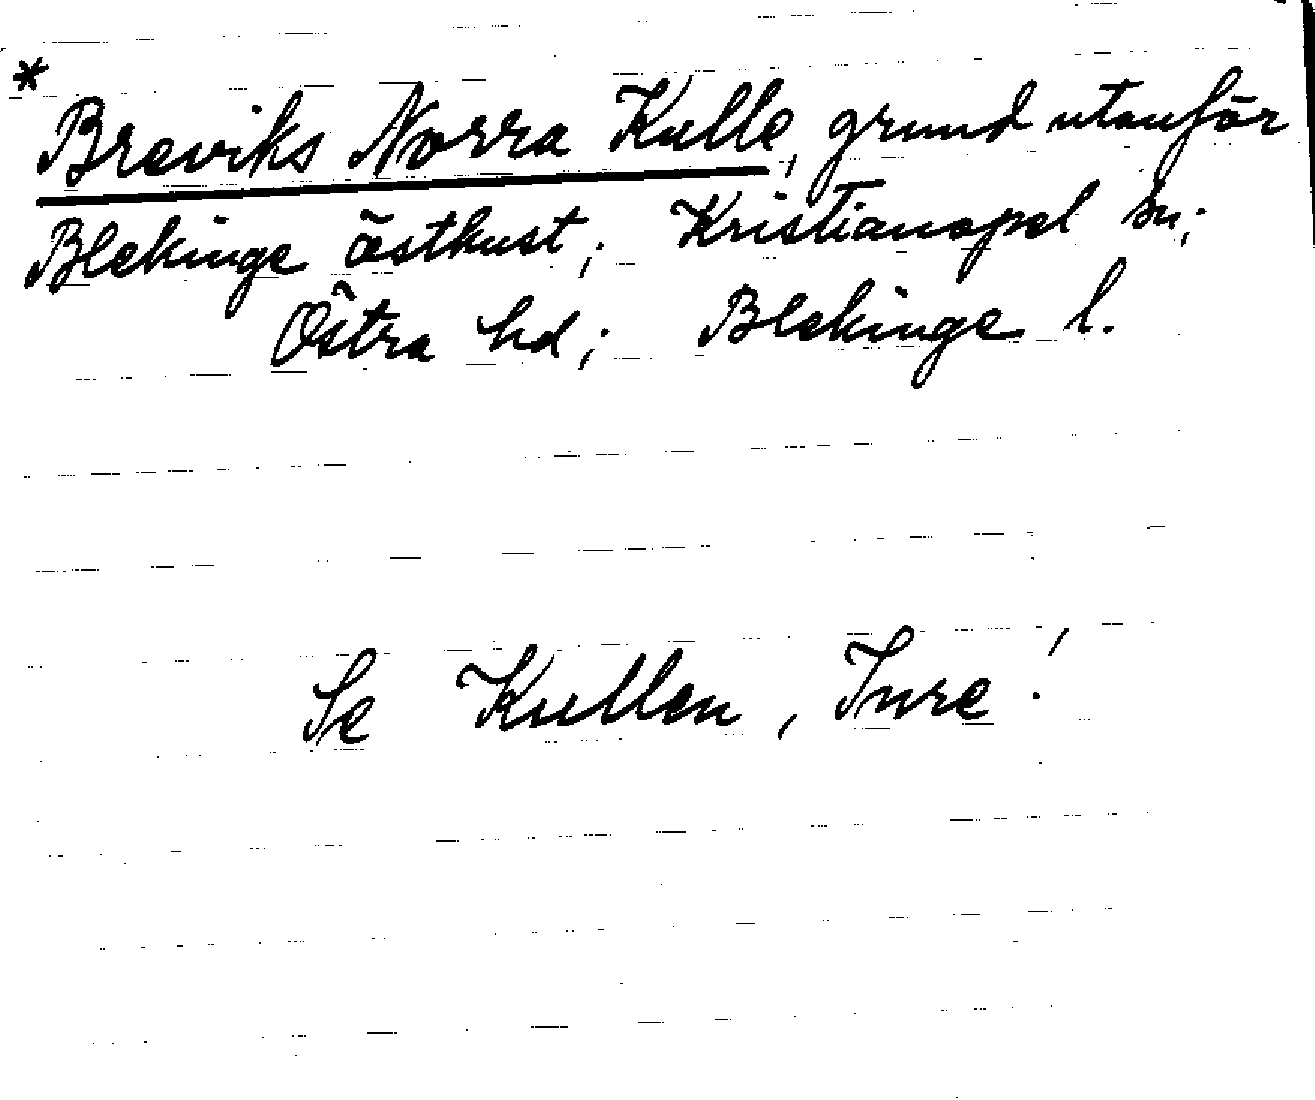 * Breviks Norra Kulle, grund utanför
Blekinge östkust; Kristianopel sn;
Östra hd; Blekinge l.
Se Kullen, Inre!